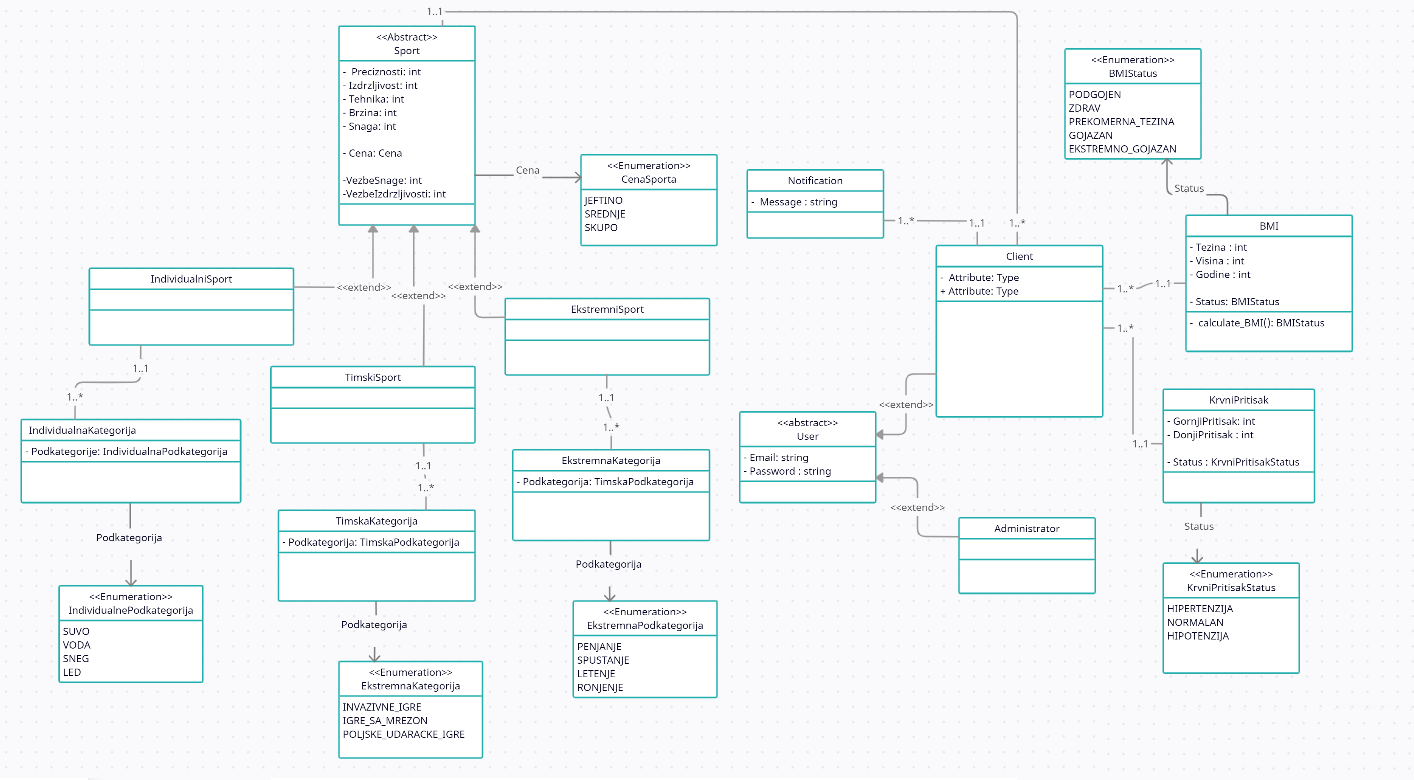 1..1
<<Abstract>>
Sport
- Preciznosti: int
- Izdrzljivost: int
- Tehnika: int
- Brzina: int
- Snaga: int
- Cena: Cena
-VezbeSnage: int
-VezbeIzdrzljivosti: int
Cena
<<Enumeration>>
CenaSporta
JEFTINO
SREDNJE
SKUPO
Notification
- Message : string
1..*
1..1
1..*
<<Enumeration>>
BMIStatus
PODGOJEN
ZDRAV
PREKOMERNA_TEZINA
GOJAZAN
EKSTREMNO_GOJAZAN
Status
BMI
- Tezina : int
- Visina : int
- Godine : int
- Status: BMIStatus
- calculate_BMI(): BMIStatus
Client
- Attribute: Type
+ Attribute: Type
1..*
1..1
1..*
1..1
IndividualniSport
<<extend>>
<<extend>>
<<extend>>
EkstremniSport
TimskiSport
1..1
1..*
1..1
1..*
1..1
1..*
IndividualnaKategorija
- Podkategorije: IndividualnaPodkategorija
Podkategorija
<<Enumeration>>
IndividualnePodkategorija
SUVO
VODA
SNEG
LED
TimskaKategorija
- Podkategorija: TimskaPodkategorija
Podkategorija
<<Enumeration>>
EkstremnaKategorija
INVAZIVNE_IGRE
IGRE_SA_MREZON
POLJSKE_UDARACKE_IGRE
EkstremnaKategorija
- Podkategorija: TimskaPodkategorija
Podkategorija
<<Enumeration>>
EkstremnaPodkategorija
PENJANJE
SPUSTANJE
LETENJE
RONJENJE
<<extend>>
<<abstract>>
User
- Email: string
- Password : string
<<extend>>
Administrator
KrvniPritisak
- GornjiPritisak: int
- DonjiPritisak : int
- Status : KrvniPritisakStatus
Status
<<Enumeration>>
KrvniPritisakStatus
HIPERTENZIJA
NORMALAN
HIPOTENZIJA